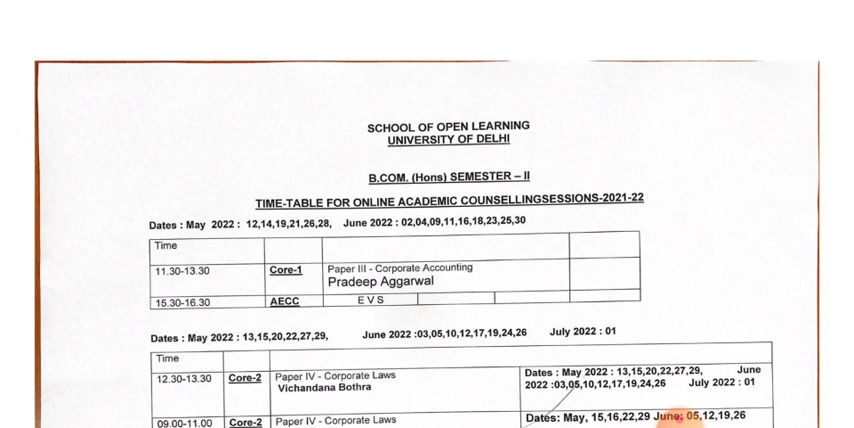 SCHOOL OF OPEN LEARNING
UNIVERSITY OF DELHI
B.COM. (Hons) SEMESTER – II
TIME-TABLE FOR ONLINE ACADEMIC COUNSELLINGSESSIONS-2021-22
Dates : May 2022 : 12,14,19,21,26,28, June 2022 : 02,04,09,11,16,18,23,25,30
Time
11.30-13.30 Core-1 Paper III - Corporate Accounting
Pradeep Aggarwal
15.30-16.30 AECC E V S
Dates : May 2022 : 13,15,20,22,27,29, June 2022 :03,05,10,12,17,19,24,26 July 2022 : 01
Time
12.30-13.30 Core-2 Paper IV - Corporate Laws
Vichandana Bothra
Dates : May 2022 : 13,15,20,22,27,29, June
2022 :03,05,10,12,17,19,24,26 July 2022 : 01
09.00-11.00 Core-2 Paper IV - Corporate Laws
Dates: May, 15,16,22,29 June: 05,12,19,26